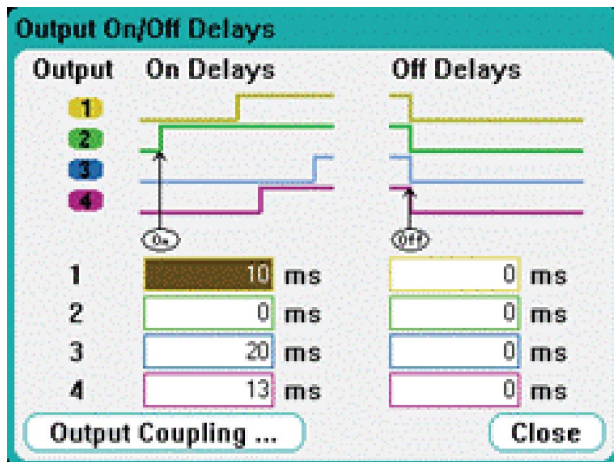 Output On/Off Delays
Output On Delays Off Delays
1
2
3
4
On Off
1 10 ms 0 ms
2 0 ms 0 ms
3 20 ms 0 ms
4 13 ms 0 ms
Output Coupling ... Close